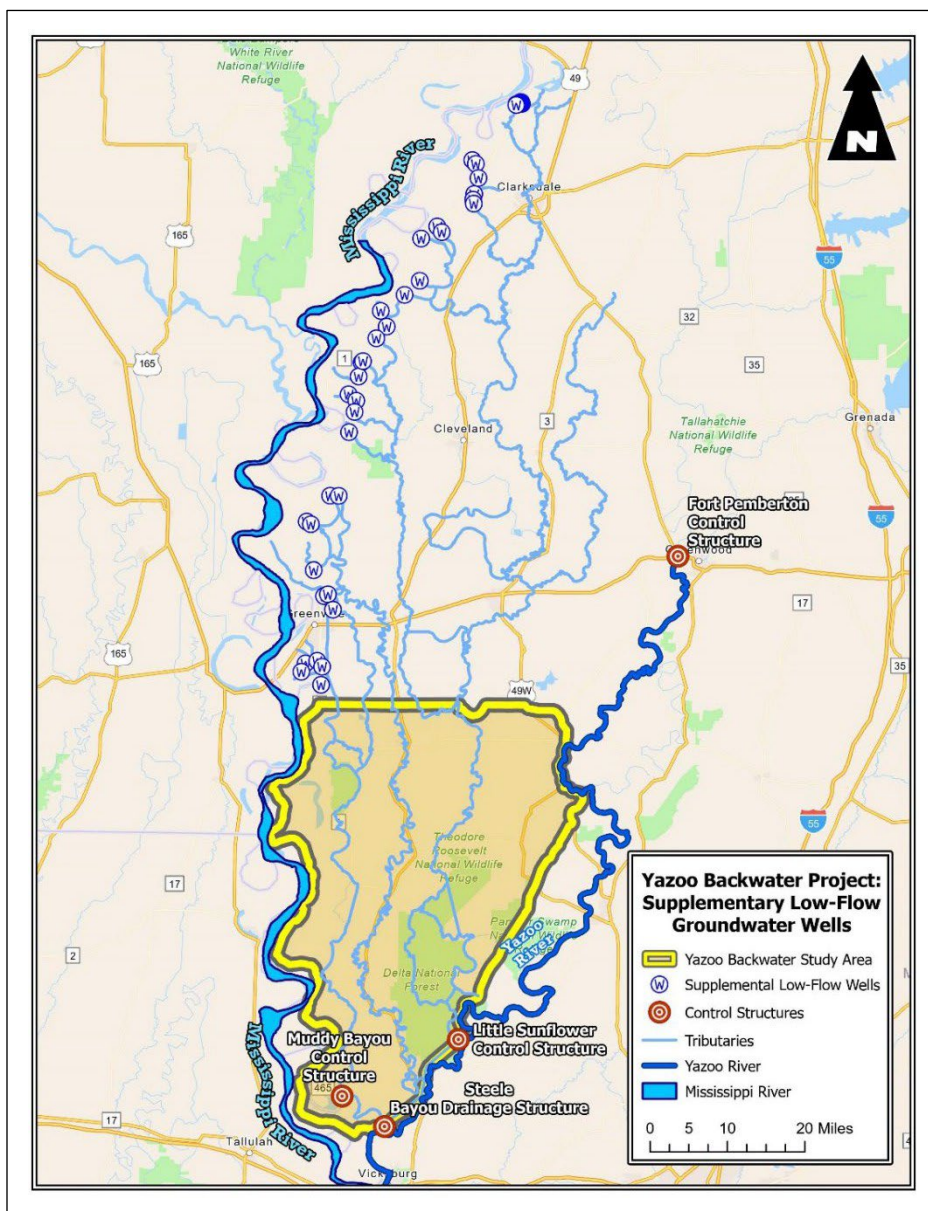 White River
National Wildlife
Refuge
49
Mississippi River
N
Clarksdale
165
165
55
32
1
35
3
Tallahatchie
National Wildlife
Refuge
Grenada
Cleveland
165
55
Fort Pemberton
Control
Structure
17
165
35
49W
Theodore
Roosevelt
National Wildlife
Refuge
55
17
Yazoo
River
2
Delta National
Forest
Mississippi River
Muddy Bayou
Control
Structure
465
Little Sunflower
Control Structure
Steele
Bayou Drainage Structure
17
Tallulah
Yazoo Backwater Project:
Supplementary Low-Flow
Groundwater Wells
Yazoo Backwater Study Area
W Supplemental Low-Flow Wells
Control Structures
Tributaries
Yazoo River
Mississippi River
0 5 10 20 Miles